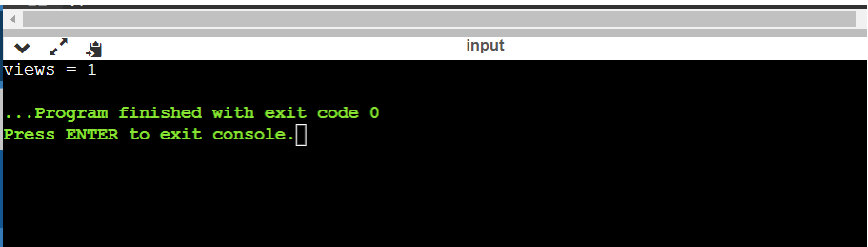 input
views = 1
...Program finished with exit code 0
Press ENTER to exit console.